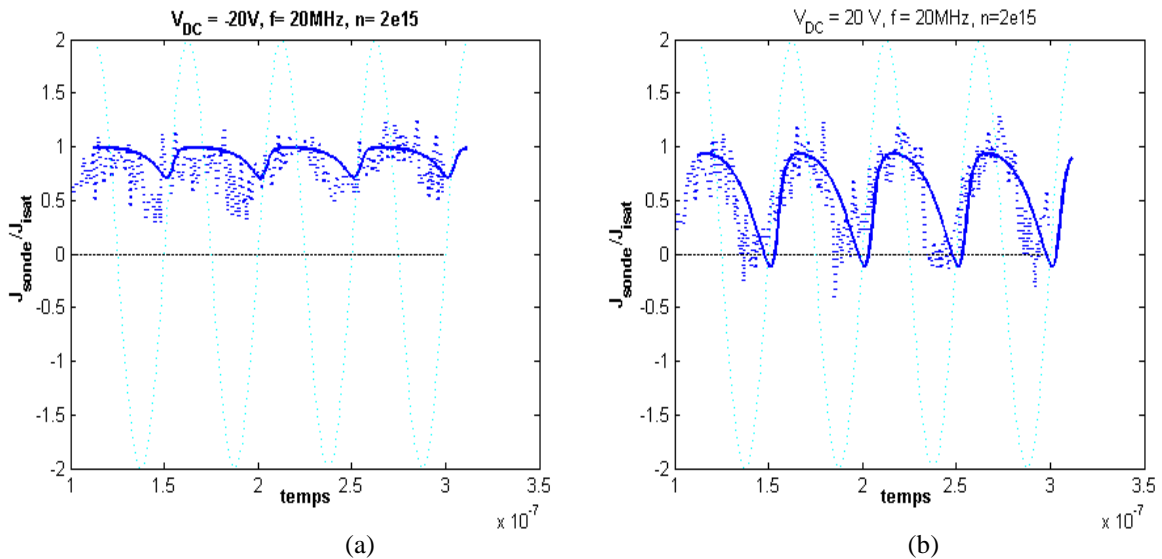 V_DC = -20V, f= 20MHz, n= 2e15
2
1.5
1
0.5
0
-0.5
-1
-1.5
-2
J_sonde /J_isat
1 1.5 2 2.5 3 3.5
temps
x 10^-7
(a)
V_DC = 20 V, f = 20MHz, n=2e15
2
1.5
1
0.5
0
-0.5
-1
-1.5
-2
J_sonde /J_isat
1 1.5 2 2.5 3 3.5
temps
x 10^-7
(b)